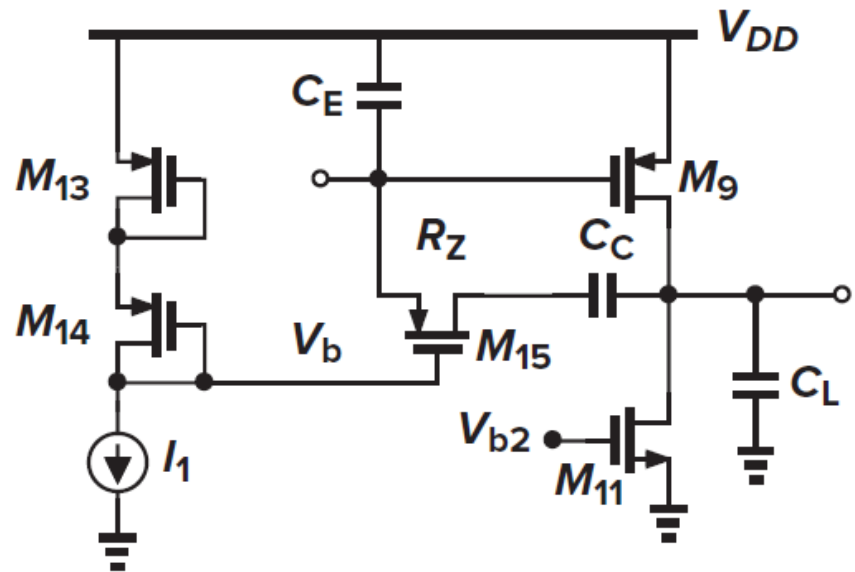 V_DD
C_E
M_13
M_9
R_Z
C_C
M_14
V_b
M_15
C_L
V_b2
I_1
M_11